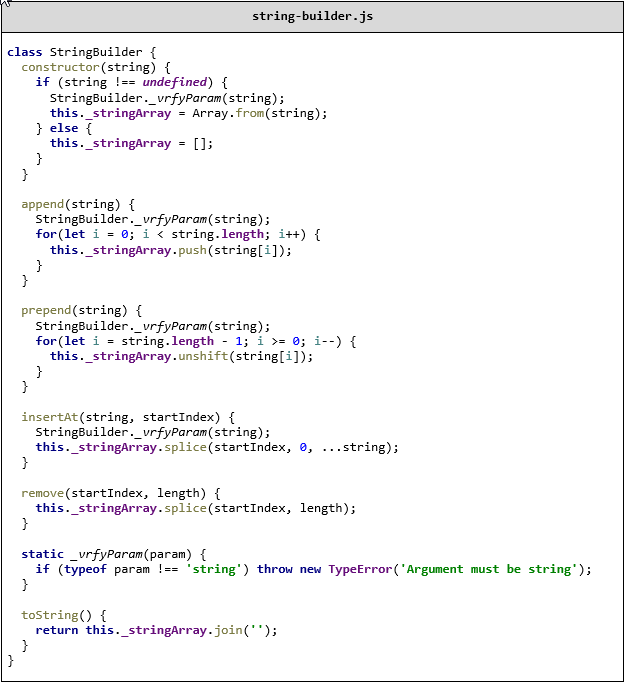 string-builder.js
class StringBuilder {
  constructor(string) {
    if (string !== undefined) {
      StringBuilder._vrfyParam(string);
      this._stringArray = Array.from(string);
    } else {
      this._stringArray = [];
    }
  }

  append(string) {
    StringBuilder._vrfyParam(string);
    for(let i = 0; i < string.length; i++) {
      this._stringArray.push(string[i]);
    }
  }

  prepend(string) {
    StringBuilder._vrfyParam(string);
    for(let i = string.length - 1; i >= 0; i--) {
      this._stringArray.unshift(string[i]);
    }
  }

  insertAt(string, startIndex) {
    StringBuilder._vrfyParam(string);
    this._stringArray.splice(startIndex, 0, ...string);
  }

  remove(startIndex, length) {
    this._stringArray.splice(startIndex, length);
  }

  static _vrfyParam(param) {
    if (typeof param !== 'string') throw new TypeError('Argument must be string');
  }

  toString() {
    return this._stringArray.join('');
  }
}